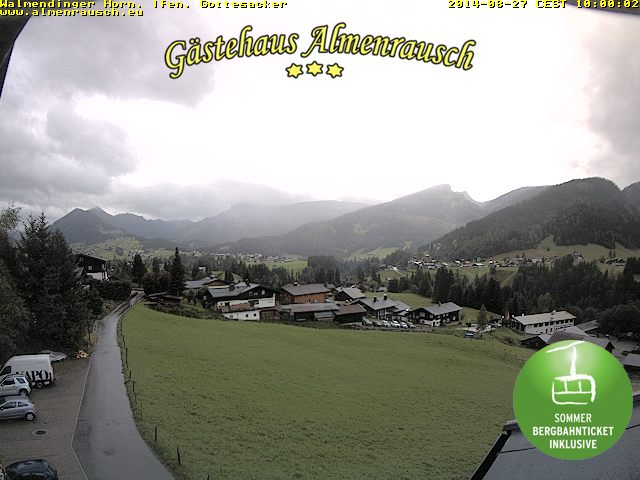 Walmendinger Horn, Ifen, Gottesacker
2014-08-27 CEST 10:00:02
www.almenrausch.eu
Gästehaus Almenrausch
SOMMER
BERGBAHNTICKET
INKLUSIVE